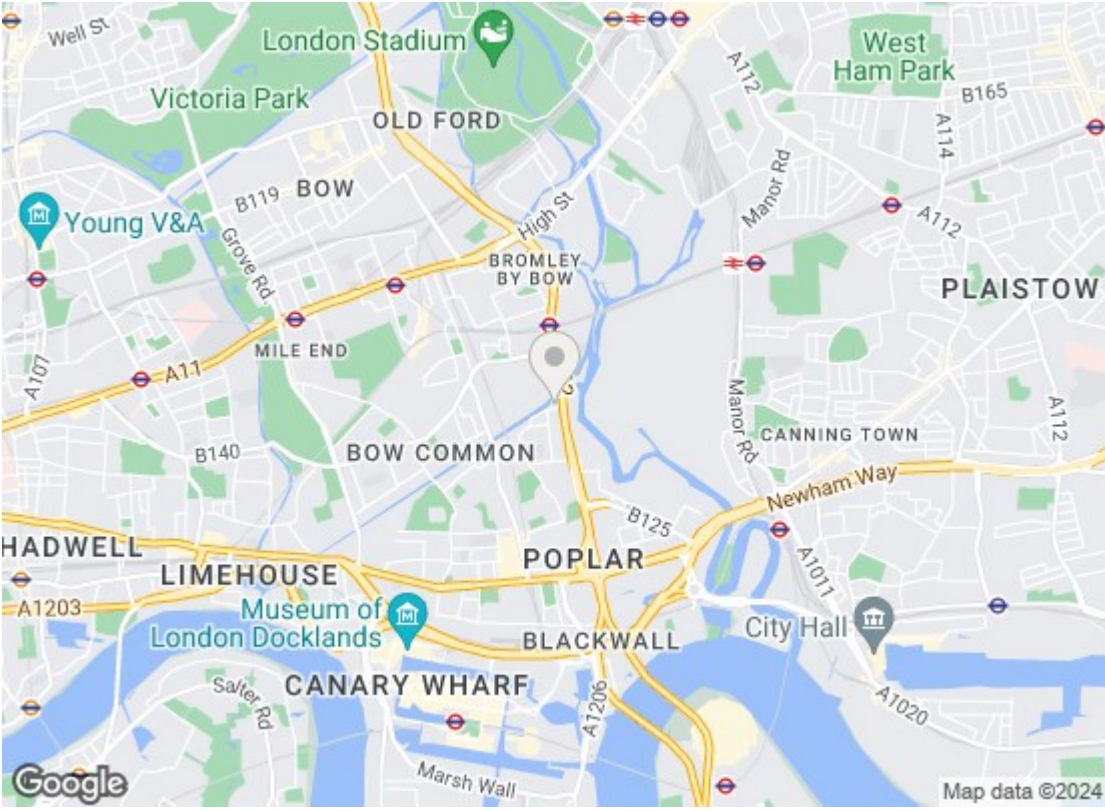 Well St
London Stadium
A112
West
Ham Park
B165
Victoria Park
OLD FORD
A114
Manor Rd
B119
BOW
High St
A112
Young V&A
Grove Rd
BROMLEY
BY BOW
PLAISTOW
MILE END
A107
A11
Manor Rd
A112
CANNING TOWN
B140
BOW COMMON
Newham Way
B125
HADWELL
LIMEHOUSE
POPLAR
A1011
A1203
Museum of
London Docklands
BLACKWALL
City Hall
CANARY WHARF
Salter Rd
A1206
A1020
Marsh Wall
Google
Map data ©2024